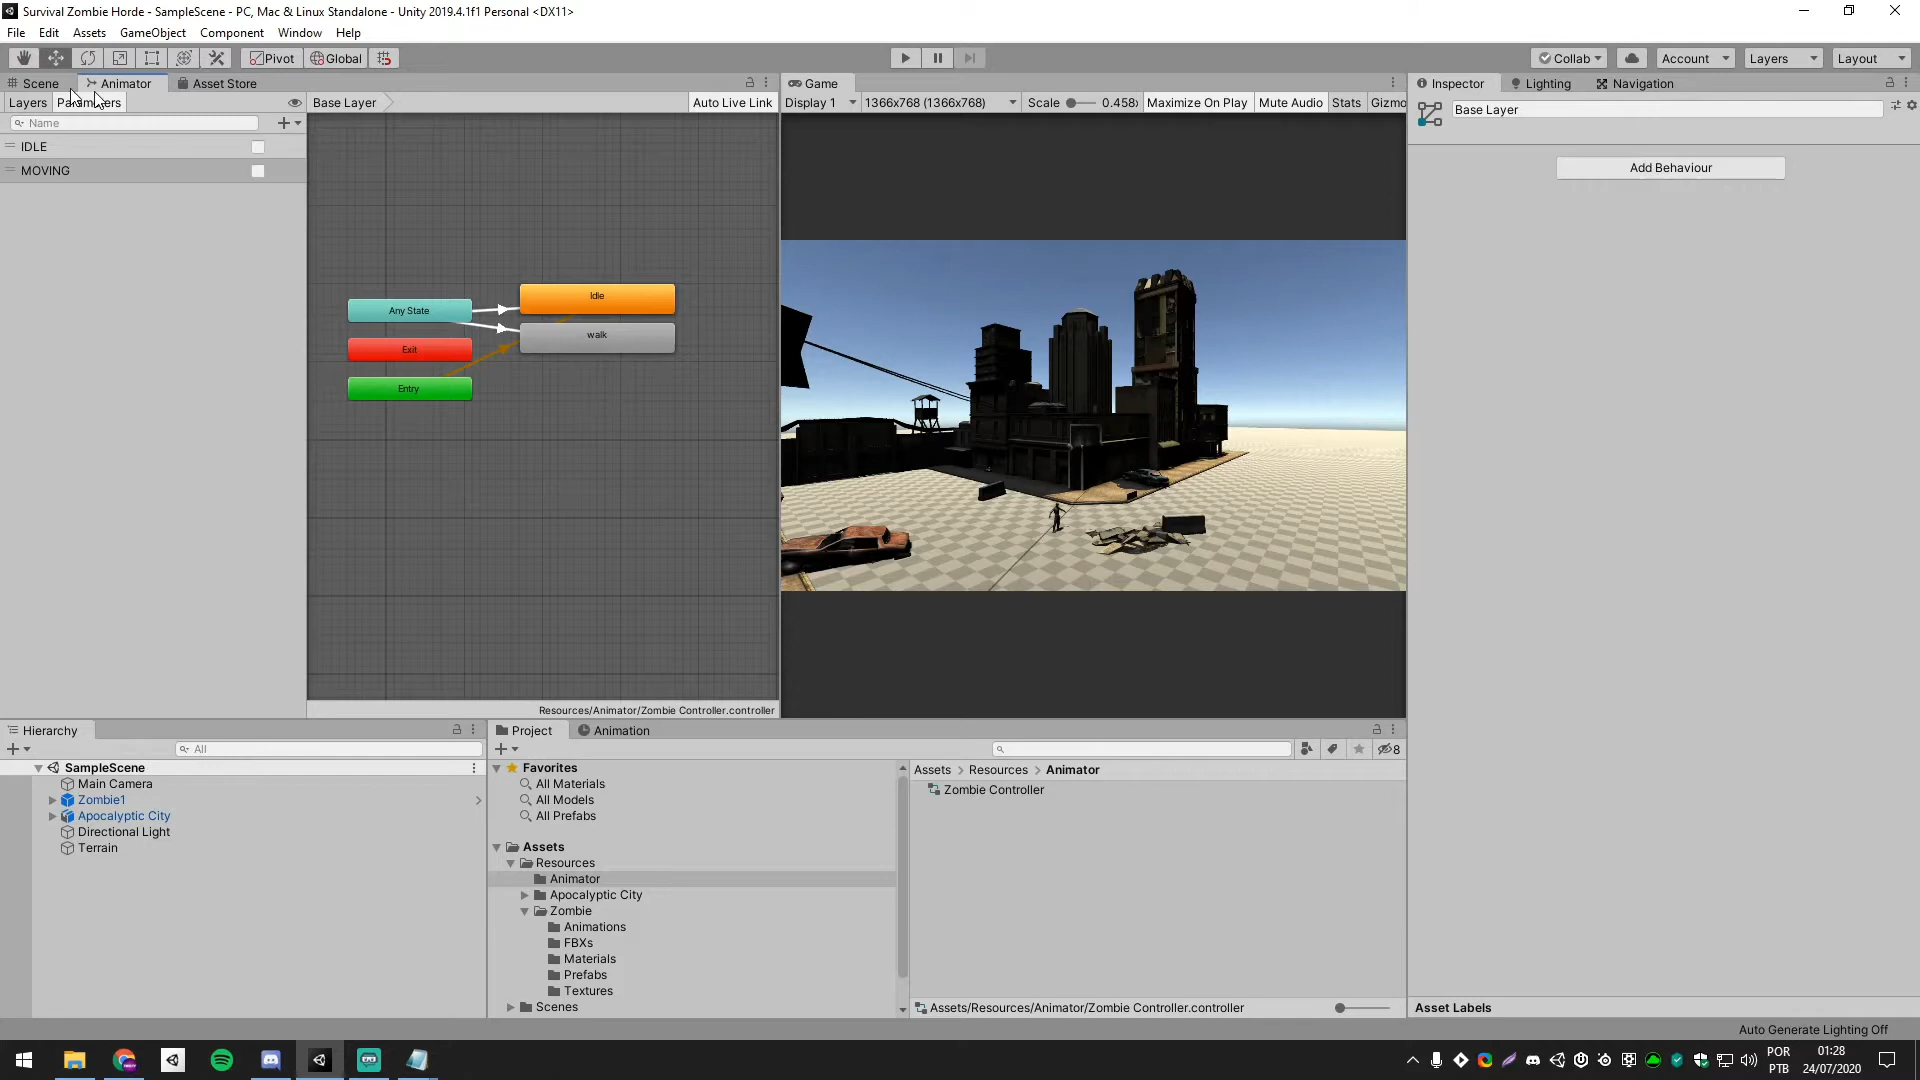 Survival Zombie Horde - SampleScene - PC, Mac & Linux Standalone - Unity 2019.4.1f1 Personal <DX11>
File Edit Assets GameObject Component Window Help
Pivot Global Collab Account Layers Layout
Scene Animator Asset Store Game Inspector Lighting Navigation
Layers Parameters Base Layer Auto Live Link Display 1 1366x768 (1366x768) Scale 0.458x Maximize On Play Mute Audio Stats Gizmo
Base Layer
Name
IDLE
MOVING
Add Behaviour
Idle
Any State
walk
Exit
Entry
Resources/Animator/Zombie Controller.controller
Hierarchy
All
SampleScene
Main Camera
Zombie1
Apocalyptic City
Directional Light
Terrain
Project Animation
8
Favorites
All Materials
All Models
All Prefabs
Assets
Resources
Animator
Apocalyptic City
Zombie
Animations
FBXs
Materials
Prefabs
Textures
Scenes
Assets > Resources > Animator
Zombie Controller
Assets/Resources/Animator/Zombie Controller.controller
Asset Labels
Auto Generate Lighting Off
POR
PTB
01:28
24/07/2020